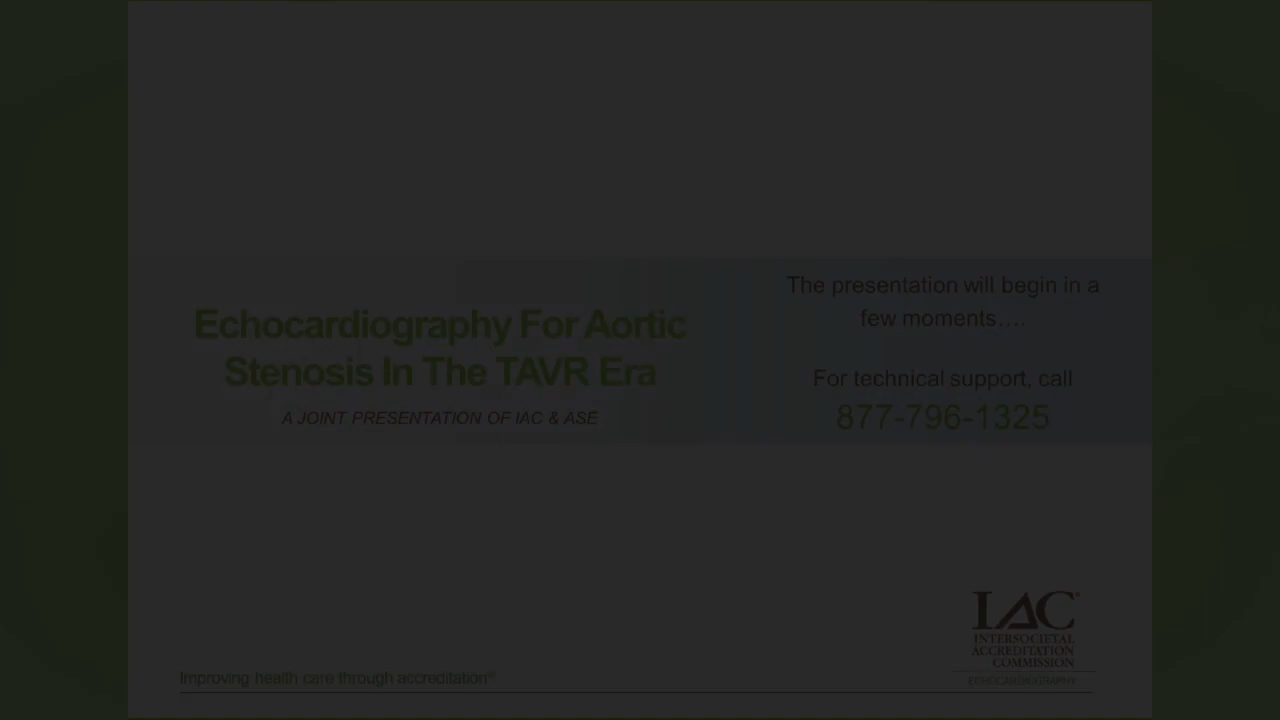 Echocardiography For Aortic
Stenosis In The TAVR Era
A JOINT PRESENTATION OF IAC & ASE
The presentation will begin in a
few moments....
For technical support, call
877-796-1325
IAC®
INTERSOCIETAL
ACCREDITATION
COMMISSION
ECHOCARDIOGRAPHY
Improving health care through accreditation®